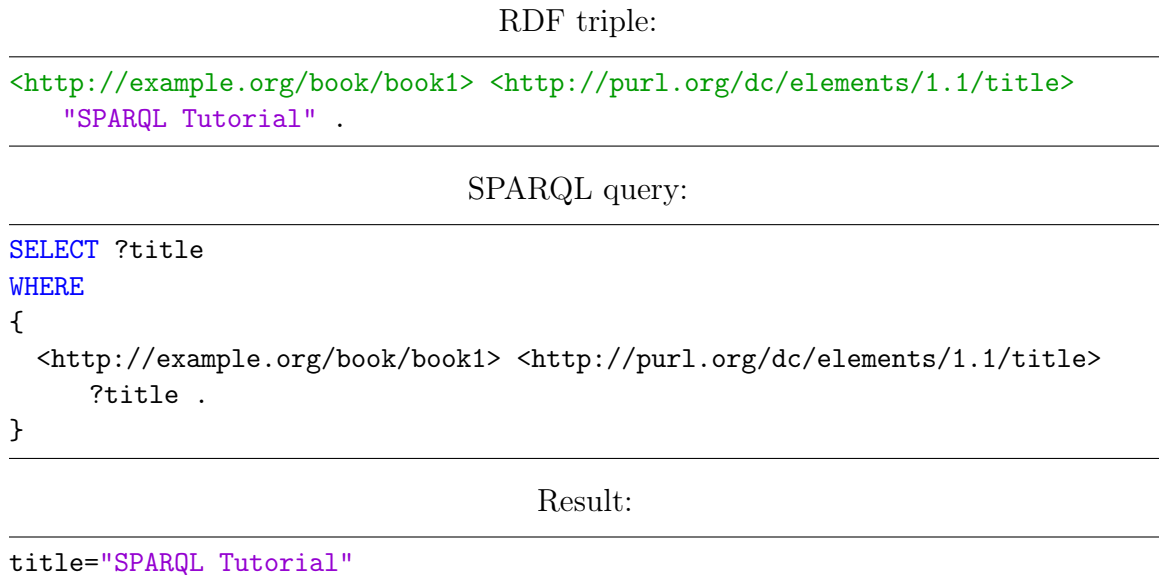 RDF triple:
<http://example.org/book/book1> <http://purl.org/dc/elements/1.1/title>
"SPARQL Tutorial" .
SPARQL query:
SELECT ?title
WHERE
{
<http://example.org/book/book1> <http://purl.org/dc/elements/1.1/title>
?title .
}
Result:
title="SPARQL Tutorial"